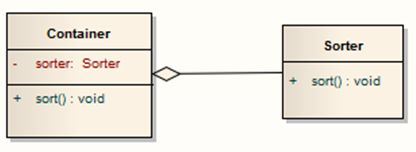 Container
- sorter: Sorter
+ sort() : void
Sorter
+ sort() : void